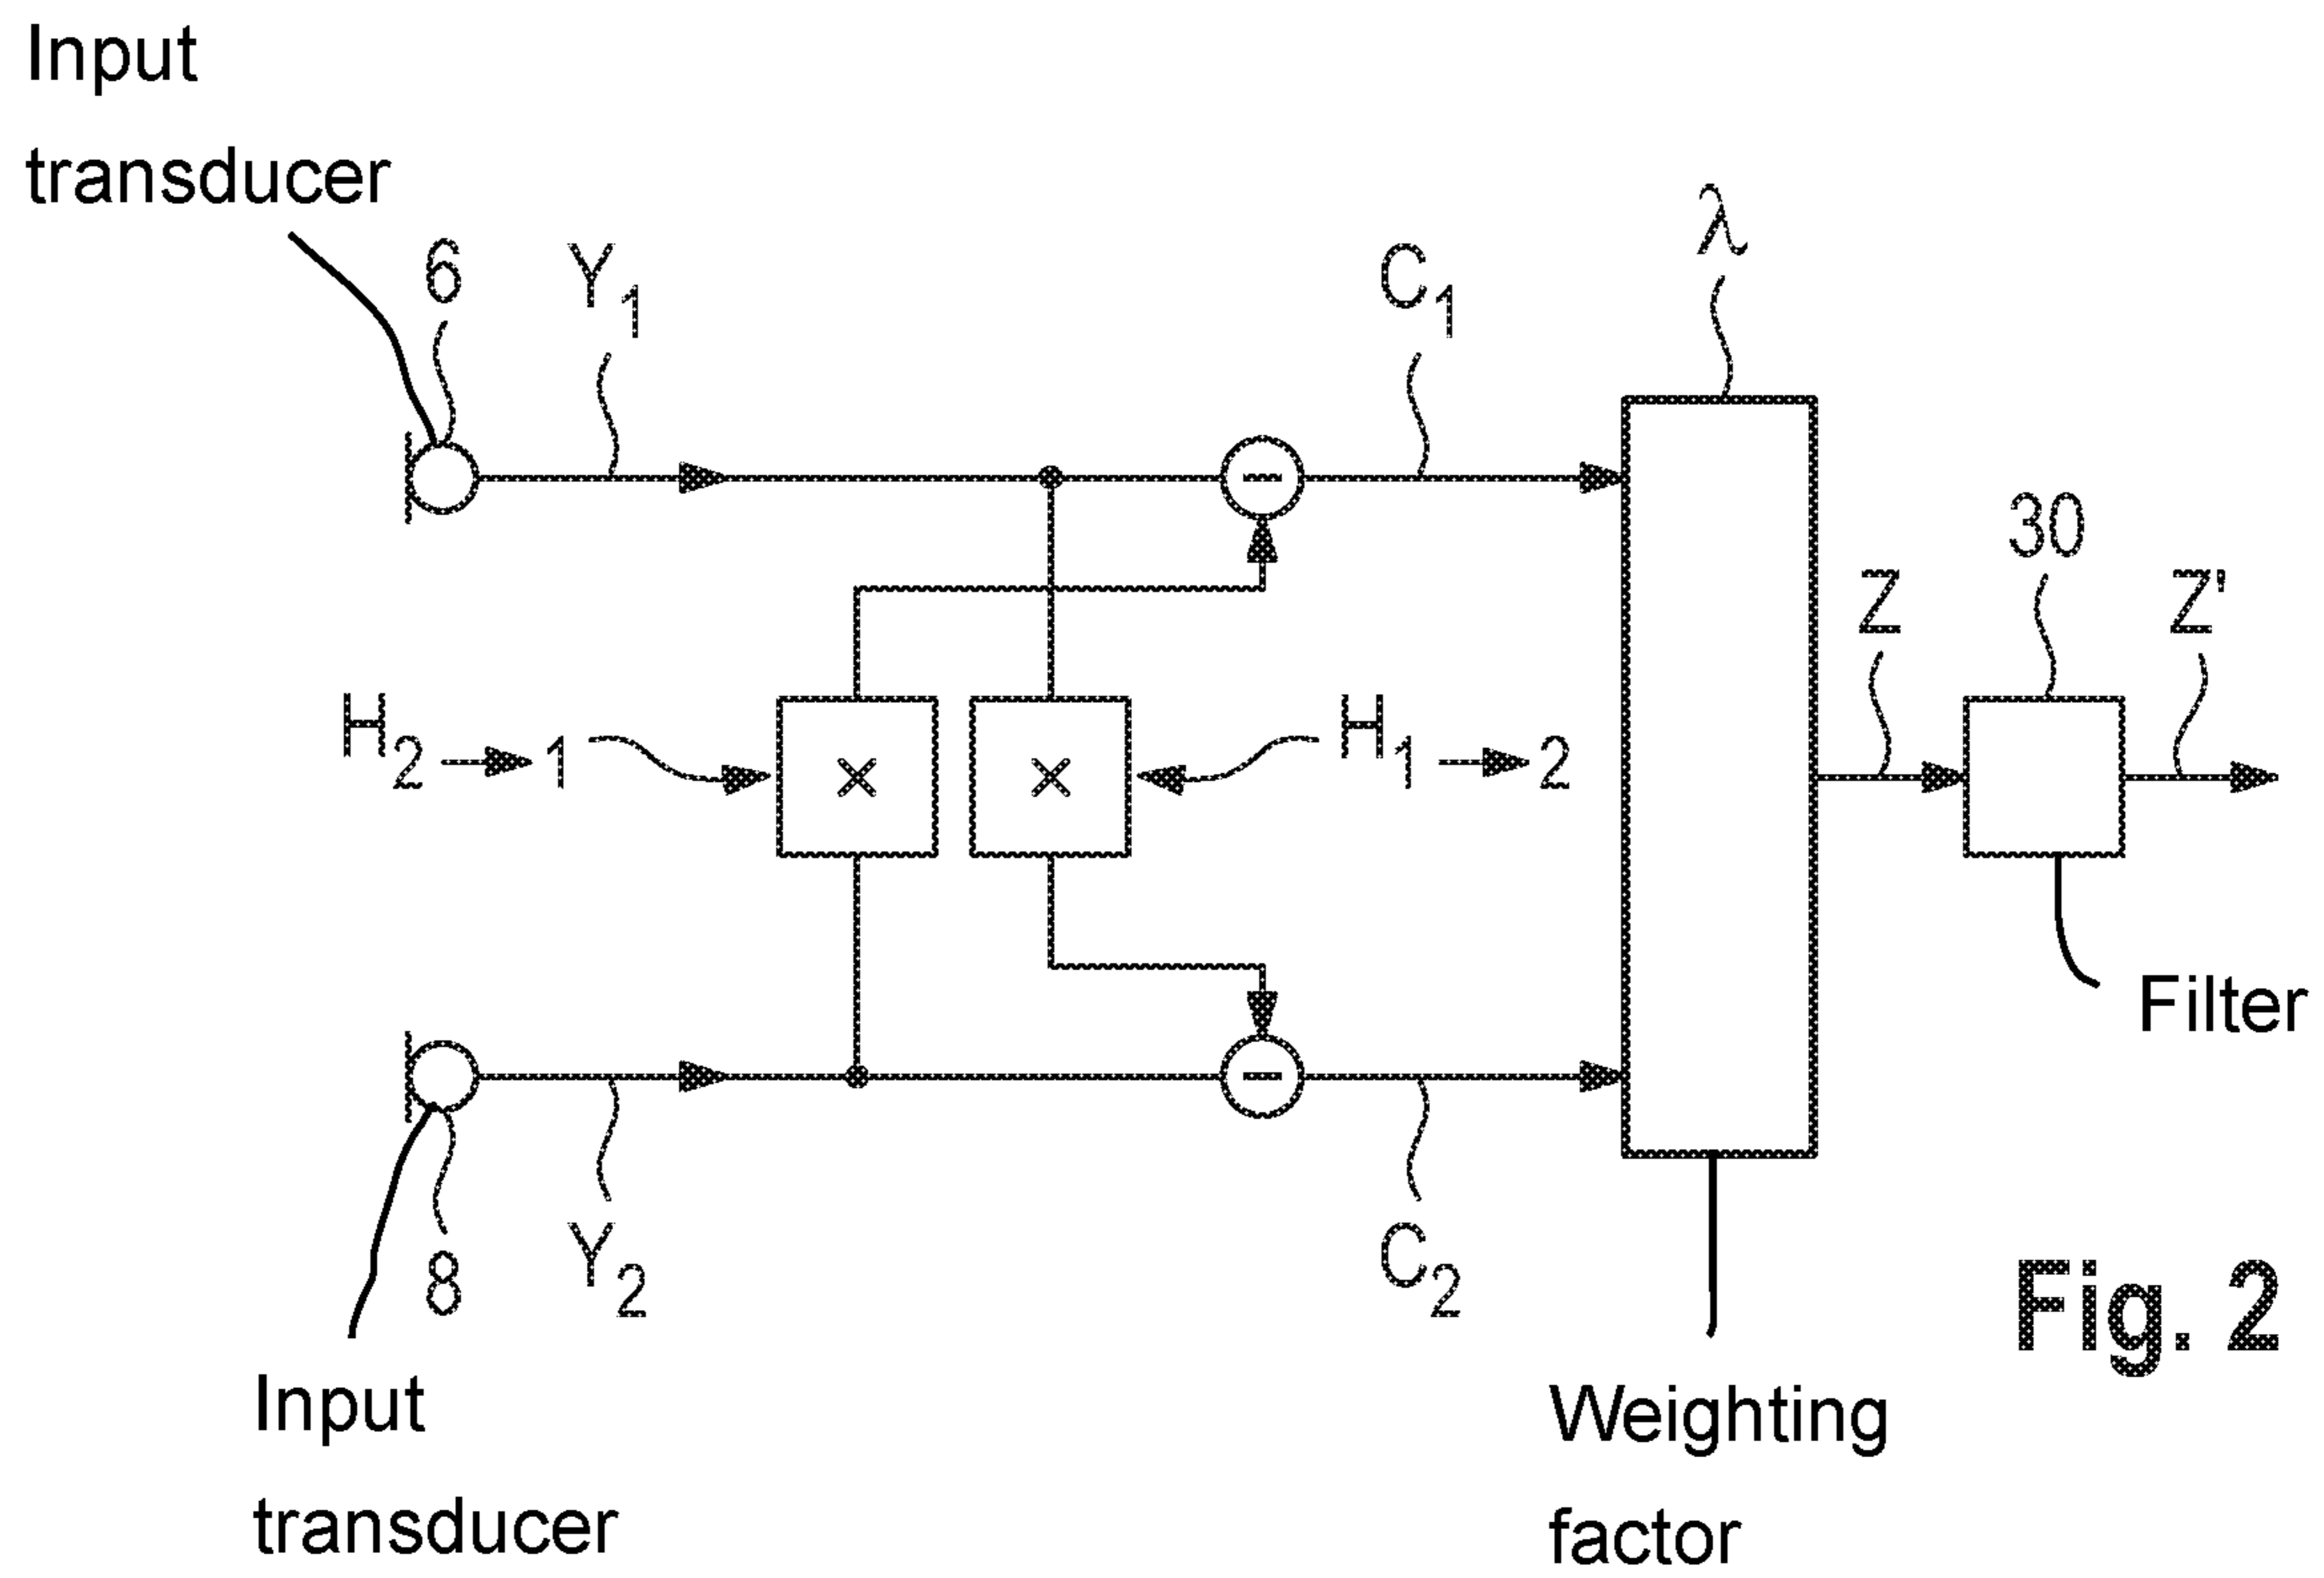 Input
transducer
6
Y1
C1
λ
30
Z
Z'
H2→1
H1→2
×
×
-
-
Filter
8
Y2
C2
Fig. 2
Input
transducer
Weighting
factor